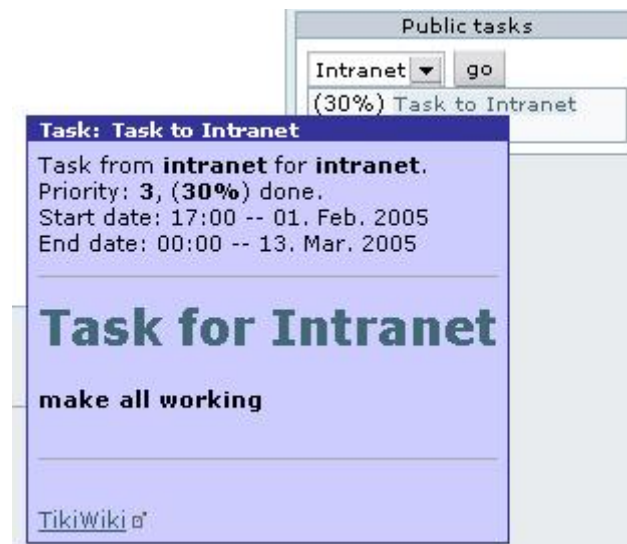 Public tasks
Intranet go
(30%) Task to Intranet
Task: Task to Intranet
Task from intranet for intranet.
Priority: 3, (30%) done.
Start date: 17:00 -- 01. Feb. 2005
End date: 00:00 -- 13. Mar. 2005
Task for Intranet
make all working
TikiWiki